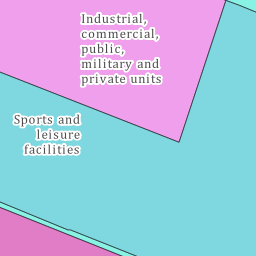 Industrial,
commercial,
public,
military and
private units
Sports and
leisure
facilities